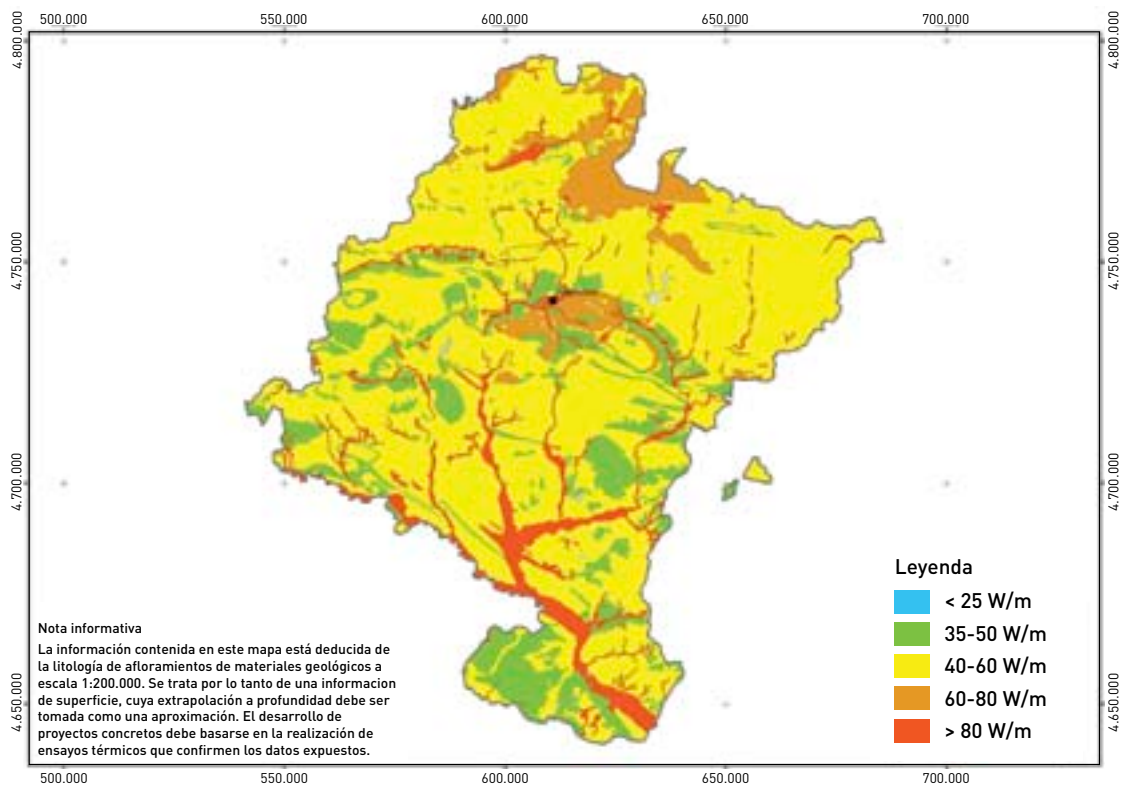 500.000 550.000 600.000 650.000 700.000
4.800.000 4.800.000
4.750.000 4.750.000
4.700.000 4.700.000
4.650.000 4.650.000
Leyenda
< 25 W/m
35-50 W/m
40-60 W/m
60-80 W/m
> 80 W/m
Nota informativa
La información contenida en este mapa está deducida de
la litología de afloramientos de materiales geológicos a
escala 1:200.000. Se trata por lo tanto de una informacion
de superficie, cuya extrapolación a profundidad debe ser
tomada como una aproximación. El desarrollo de
proyectos concretos debe basarse en la realización de
ensayos térmicos que confirmen los datos expuestos.
500.000 550.000 600.000 650.000 700.000